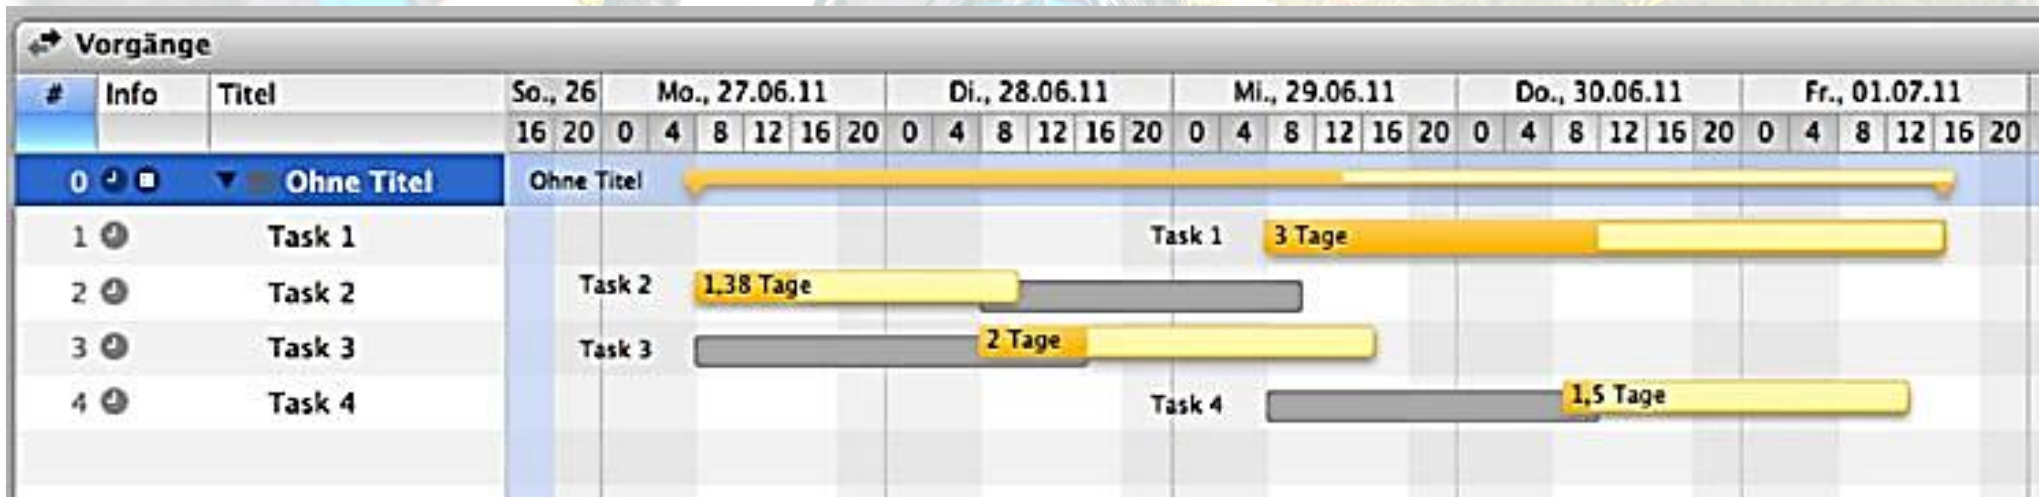 Vorgänge
# Info Titel So., 26 Mo., 27.06.11 Di., 28.06.11 Mi., 29.06.11 Do., 30.06.11 Fr., 01.07.11
16 20 0 4 8 12 16 20 0 4 8 12 16 20 0 4 8 12 16 20 0 4 8 12 16 20 0 4 8 12 16 20
0 Ohne Titel Ohne Titel
1 Task 1 Task 1 3 Tage
2 Task 2 Task 2 1,38 Tage
3 Task 3 Task 3 2 Tage
4 Task 4 Task 4 1,5 Tage